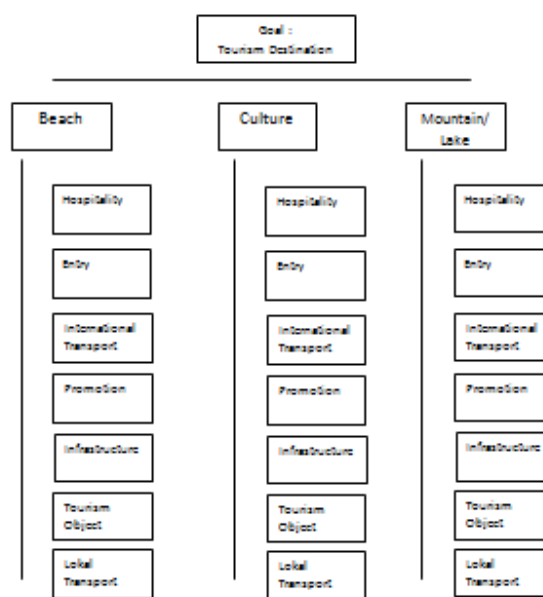 Goal :
Tourism Destination
Beach
Culture
Mountain/
Lake
Hospitality
Entry
International
Transport
Promotion
Infrastructure
Tourism
Object
Lokal
Transport
Hospitality
Entry
International
Transport
Promotion
Infrastructure
Tourism
Object
Lokal
Transport
Hospitality
Entry
International
Transport
Promotion
Infrastructure
Tourism
Object
Lokal
Transport